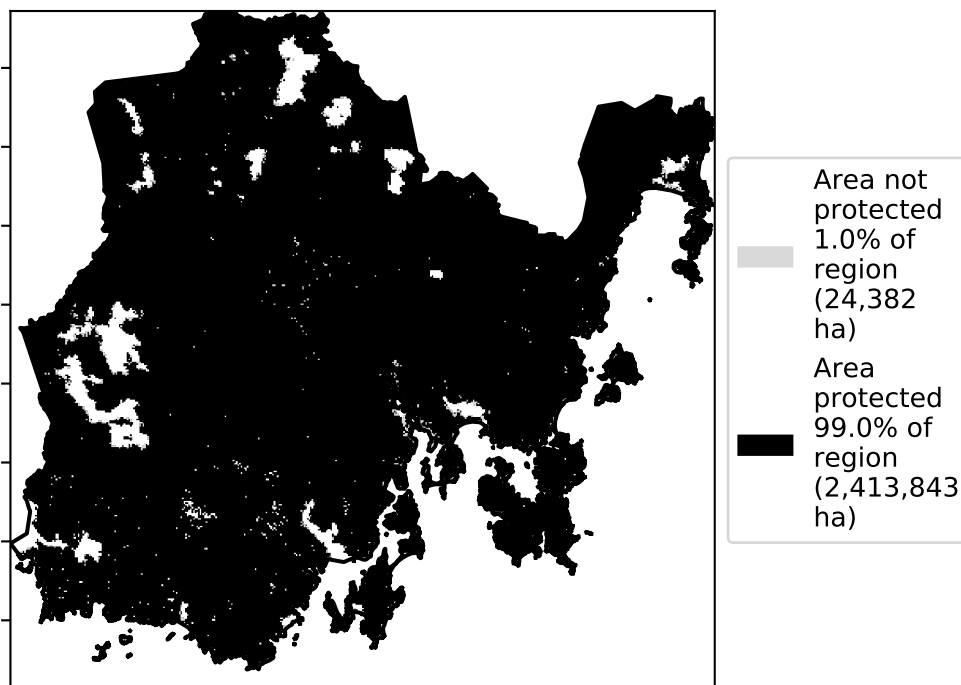 Area not
protected
1.0% of
region
(24,382
ha)
Area
protected
99.0% of
region
(2,413,843
ha)